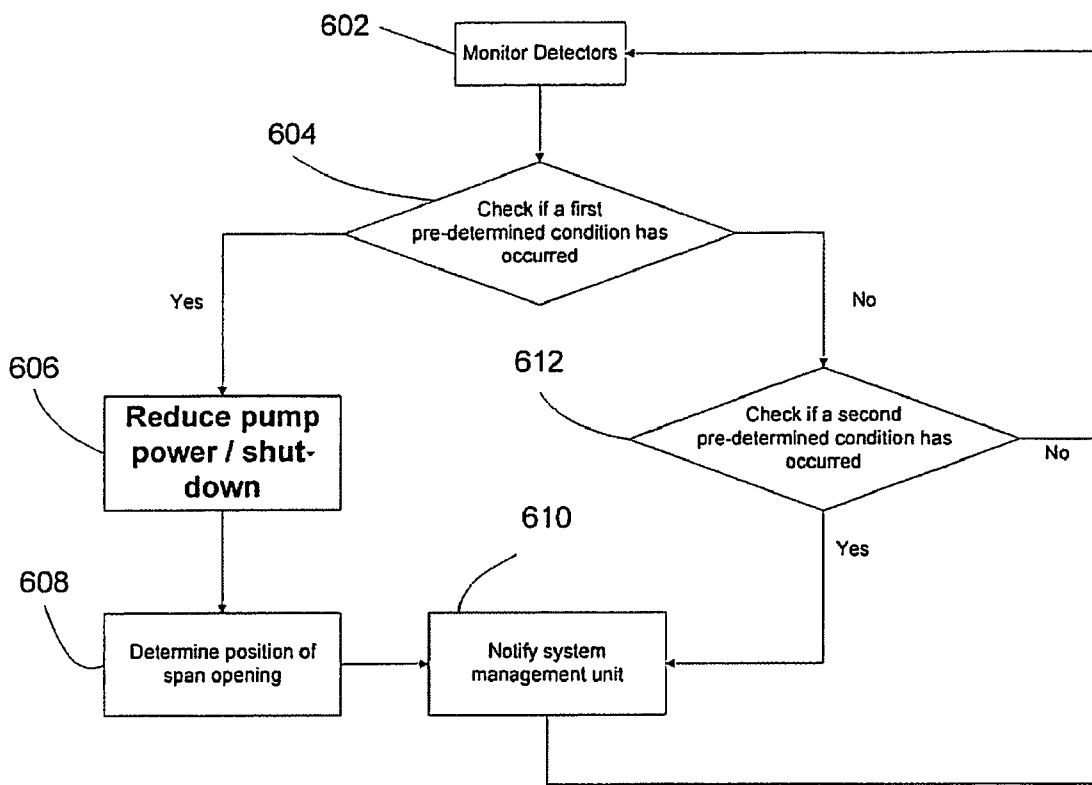 602
Monitor Detectors
604
Check if a first
pre-determined condition has
occurred
Yes
No
606
Reduce pump
power / shut-
down
612
Check if a second
pre-determined condition has
occurred
No
Yes
608
Determine position of
span opening
610
Notify system
management unit